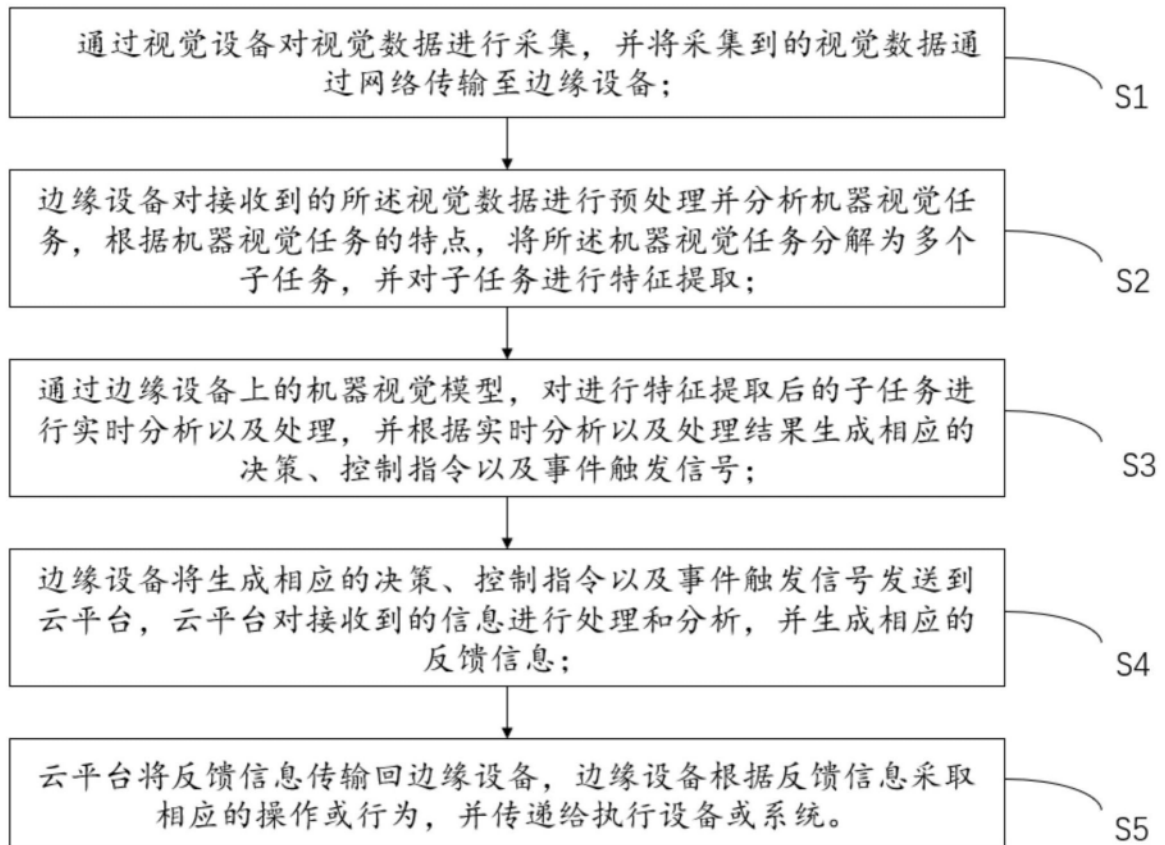 通过视觉设备对视觉数据进行采集，并将采集到的视觉数据通
过网络传输至边缘设备；
S1
边缘设备对接收到的所述视觉数据进行预处理并分析机器视觉任
务，根据机器视觉任务的特点，将所述机器视觉任务分解为多个
子任务，并对子任务进行特征提取；
S2
通过边缘设备上的机器视觉模型，对进行特征提取后的子任务进
行实时分析以及处理，并根据实时分析以及处理结果生成相应的
决策、控制指令以及事件触发信号；
S3
边缘设备将生成相应的决策、控制指令以及事件触发信号发送到
云平台，云平台对接收到的信息进行处理和分析，并生成相应的
反馈信息；
S4
云平台将反馈信息传输回边缘设备，边缘设备根据反馈信息采取
相应的操作或行为，并传递给执行设备或系统。
S5